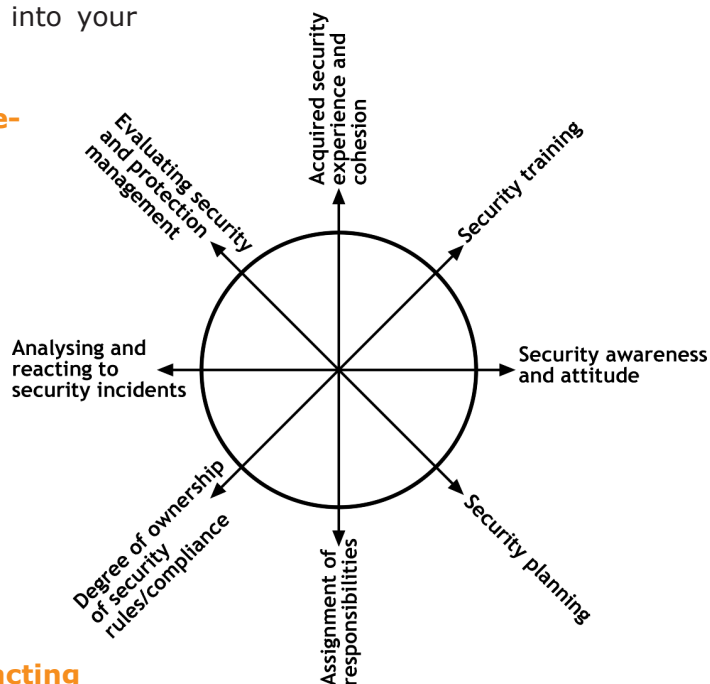 into your
e-
Acquired security
experience and
cohesion
Security training
Security awareness
and attitude
Security planning
Assignment of
responsibilities
Degree of ownership
of security
rules/compliance
Analysing and
reacting to
security incidents
Evaluating security
and protection
management
acting